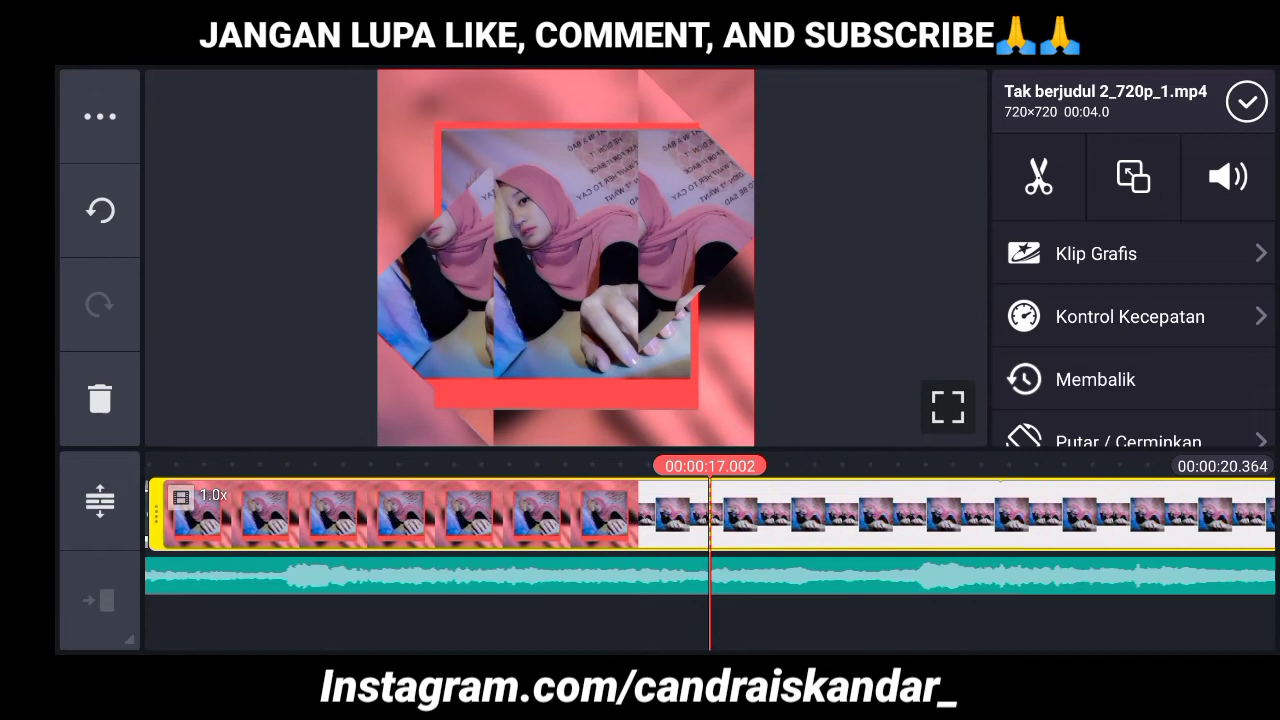 JANGAN LUPA LIKE, COMMENT, AND SUBSCRIBE🙏🙏
Tak berjudul 2_720p_1.mp4
720×720 00:04.0
Klip Grafis
Kontrol Kecepatan
Membalik
Putar / Cerminkan
00:00:17.002
00:00:20.364
1.0x
Instagram.com/candraiskandar_